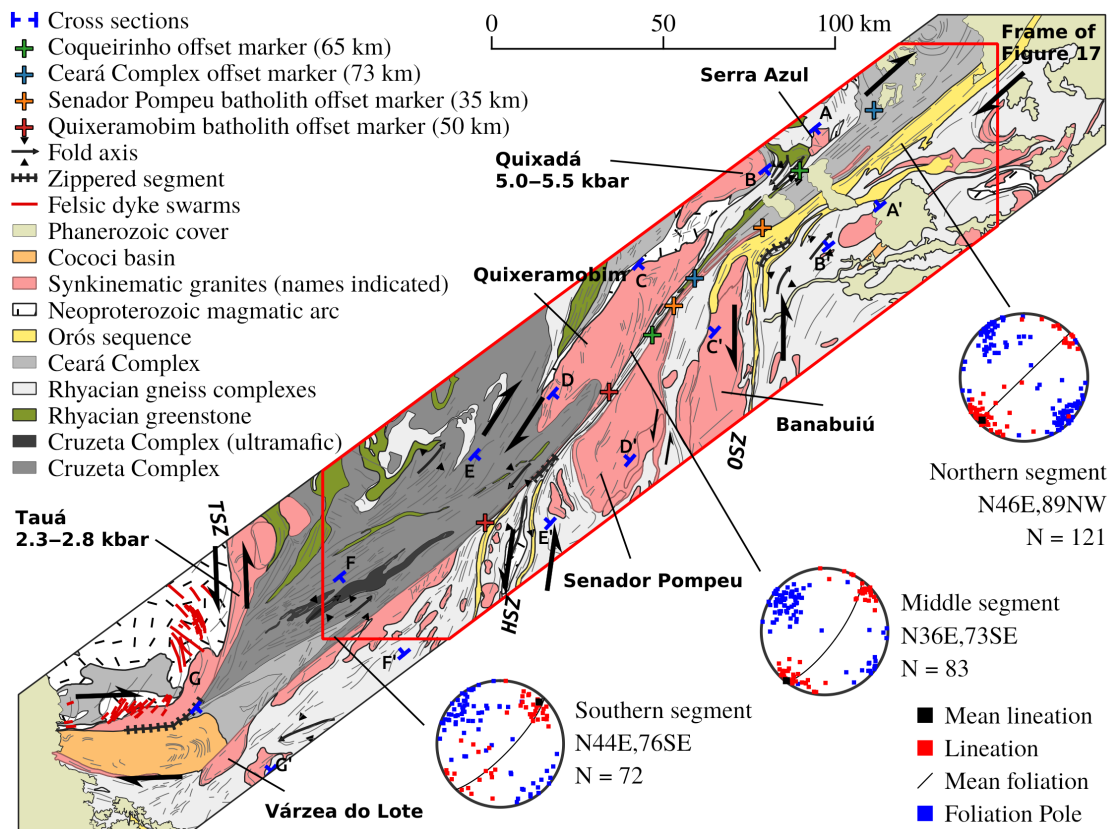 Cross sections
Coqueirinho offset marker (65 km)
Ceará Complex offset marker (73 km)
Senador Pompeu batholith offset marker (35 km)
Quixeramobim batholith offset marker (50 km)
Fold axis
Zippered segment
Felsic dyke swarms
Phanerozoic cover
Cococi basin
Synkinematic granites (names indicated)
Neoproterozoic magmatic arc
Orós sequence
Ceará Complex
Rhyacian gneiss complexes
Rhyacian greenstone
Cruzeta Complex (ultramafic)
Cruzeta Complex
0 50 100 km
Frame of
Figure 17
Serra Azul
A
Quixadá
5.0–5.5 kbar
B
A'
B'
Quixeramobim
C
C'
D
Banabuiú
D'
ZSO
E
E'
Tauá
2.3–2.8 kbar
TSZ
F
Senador Pompeu
ZSH
F'
G
G'
Várzea do Lote
Northern segment
N46E,89NW
N = 121
Middle segment
N36E,73SE
N = 83
Southern segment
N44E,76SE
N = 72
Mean lineation
Lineation
Mean foliation
Foliation Pole